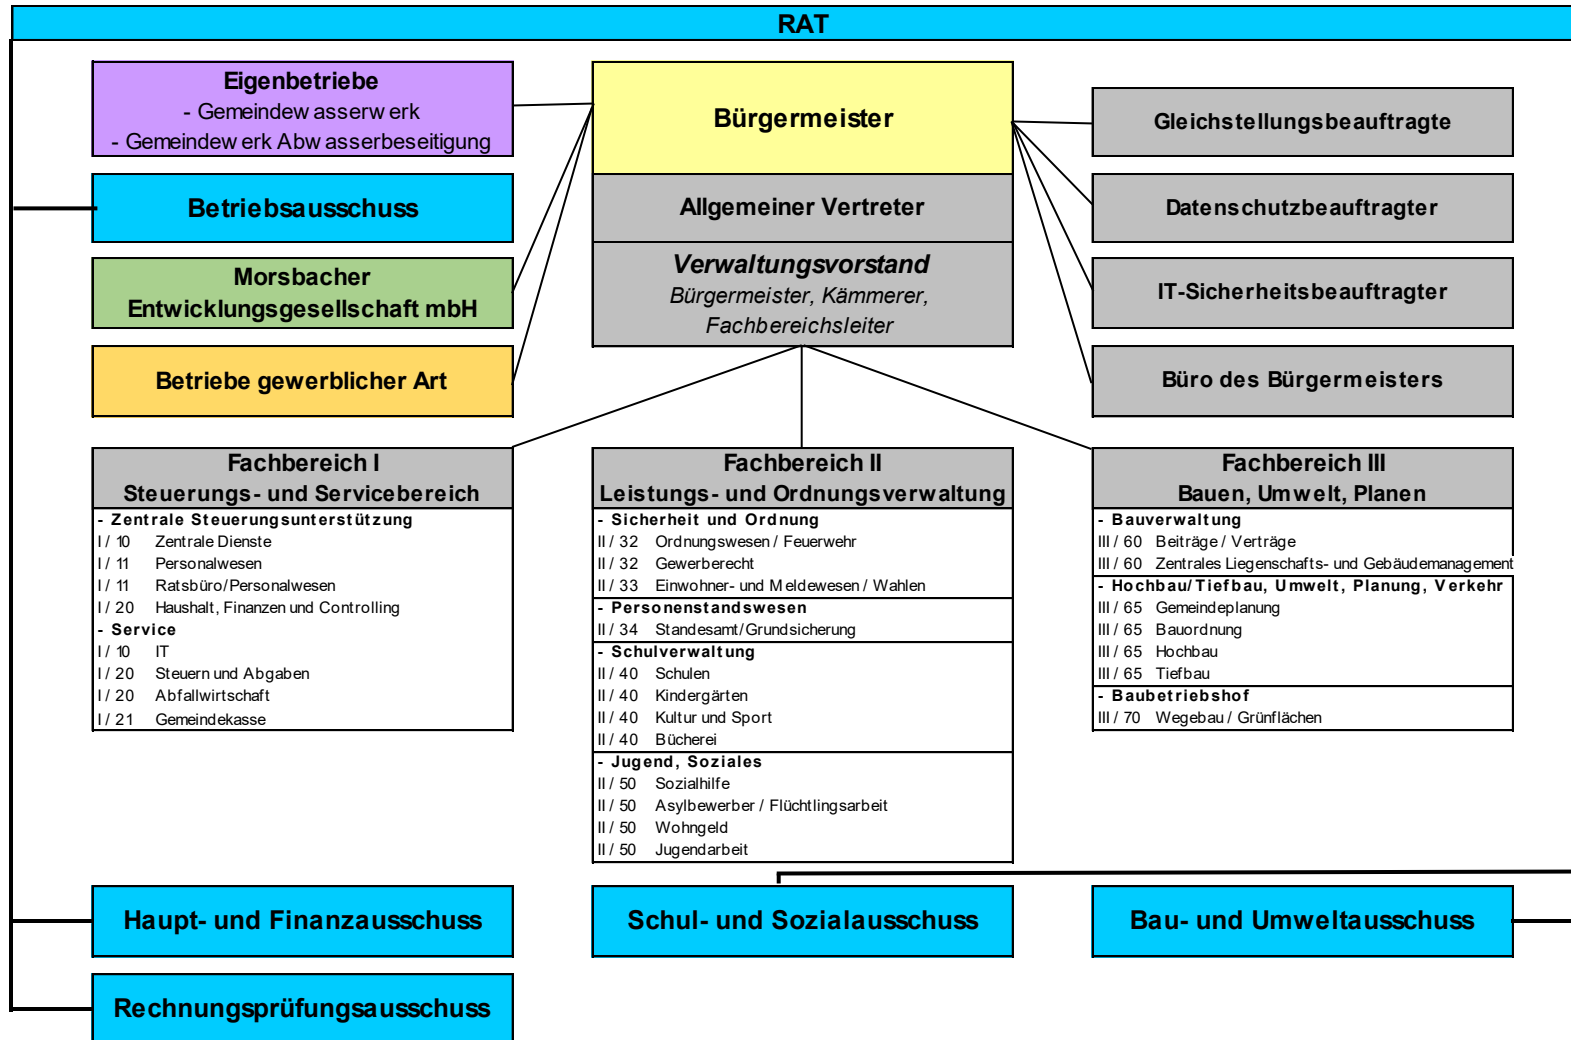 RAT
Eigenbetriebe
- Gemeindewasserwerk
- Gemeindewerk Abwasserbeseitigung
Betriebsausschuss
Morsbacher
Entwicklungsgesellschaft mbH
Betriebe gewerblicher Art
Bürgermeister
Allgemeiner Vertreter
Verwaltungsvorstand
Bürgermeister, Kämmerer,
Fachbereichsleiter
Gleichstellungsbeauftragte
Datenschutzbeauftragter
IT-Sicherheitsbeauftragter
Büro des Bürgermeisters
Fachbereich I
Steuerungs- und Servicebereich
- Zentrale Steuerungsunterstützung
I / 10 Zentrale Dienste
I / 11 Personalwesen
I / 11 Ratsbüro/Personalwesen
I / 20 Haushalt, Finanzen und Controlling
- Service
I / 10 IT
I / 20 Steuern und Abgaben
I / 20 Abfallwirtschaft
I / 21 Gemeindekasse
Fachbereich II
Leistungs- und Ordnungsverwaltung
- Sicherheit und Ordnung
II / 32 Ordnungswesen / Feuerwehr
II / 32 Gewerberecht
II / 33 Einwohner- und Meldewesen / Wahlen
- Personenstandswesen
II / 34 Standesamt/Grundsicherung
- Schulverwaltung
II / 40 Schulen
II / 40 Kindergärten
II / 40 Kultur und Sport
II / 40 Bücherei
- Jugend, Soziales
II / 50 Sozialhilfe
II / 50 Asylbewerber / Flüchtlingsarbeit
II / 50 Wohngeld
II / 50 Jugendarbeit
Fachbereich III
Bauen, Umwelt, Planen
- Bauverwaltung
III / 60 Beiträge / Verträge
III / 60 Zentrales Liegenschafts- und Gebäudemanagement
- Hochbau/Tiefbau, Umwelt, Planung, Verkehr
III / 65 Gemeindeplanung
III / 65 Bauordnung
III / 65 Hochbau
III / 65 Tiefbau
- Baubetriebshof
III / 70 Wegebau / Grünflächen
Haupt- und Finanzausschuss
Schul- und Sozialausschuss
Bau- und Umweltausschuss
Rechnungsprüfungsausschuss